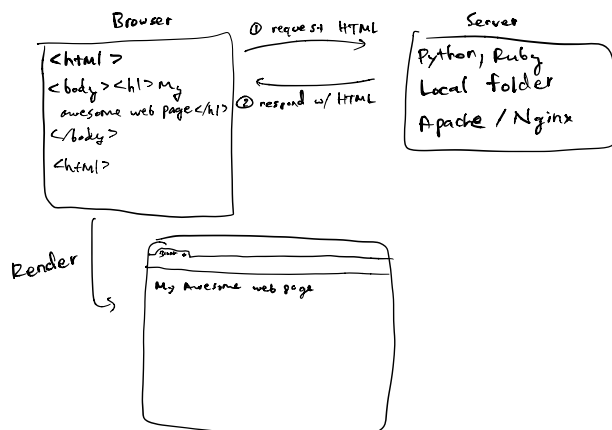 Browser
① request HTML
Server
<html>
<body><h1>My
awesome web page</h1>
</body>
<html>
② respond w/ HTML
Python, Ruby
Local folder
Apache / Nginx
Render
My Awesome web page